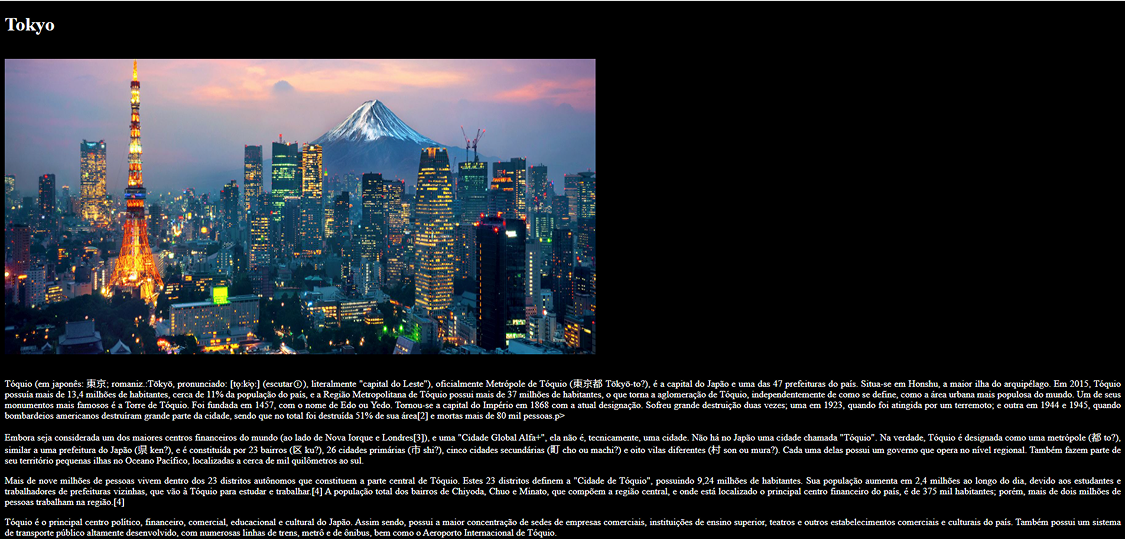 Tokyo
Tóquio (em japonês: 東京; romaniz.:Tōkyō, pronunciado: [to̞ːkʲo̞ː] (escutarⓘ), literalmente "capital do Leste"), oficialmente Metrópole de Tóquio (東京都 Tōkyō-to?), é a capital do Japão e uma das 47 prefeituras do país. Situa-se em Honshu, a maior ilha do arquipélago. Em 2015, Tóquio
possuía mais de 13,4 milhões de habitantes, cerca de 11% da população do país, e a Região Metropolitana de Tóquio possui mais de 37 milhões de habitantes, o que torna a aglomeração de Tóquio, independentemente de como se define, como a área urbana mais populosa do mundo. Um de seus
monumentos mais famosos é a Torre de Tóquio. Foi fundada em 1457, com o nome de Edo ou Yedo. Tornou-se a capital do Império em 1868 com a atual designação. Sofreu grande destruição duas vezes; uma em 1923, quando foi atingida por um terremoto; e outra em 1944 e 1945, quando
bombardeios americanos destruíram grande parte da cidade, sendo que no total foi destruída 51% de sua área[2] e mortas mais de 80 mil pessoas.p>
Embora seja considerada um dos maiores centros financeiros do mundo (ao lado de Nova Iorque e Londres[3]), e uma "Cidade Global Alfa+", ela não é, tecnicamente, uma cidade. Não há no Japão uma cidade chamada "Tóquio". Na verdade, Tóquio é designada como uma metrópole (都 to?),
similar a uma prefeitura do Japão (県 ken?), e é constituída por 23 bairros (区 ku?), 26 cidades primárias (市 shi?), cinco cidades secundárias (町 cho ou machi?) e oito vilas diferentes (村 son ou mura?). Cada uma delas possui um governo que opera no nível regional. Também fazem parte de
seu território pequenas ilhas no Oceano Pacífico, localizadas a cerca de mil quilômetros ao sul.
Mais de nove milhões de pessoas vivem dentro dos 23 distritos autônomos que constituem a parte central de Tóquio. Estes 23 distritos definem a "Cidade de Tóquio", possuindo 9,24 milhões de habitantes. Sua população aumenta em 2,4 milhões ao longo do dia, devido aos estudantes e
trabalhadores de prefeituras vizinhas, que vão à Tóquio para estudar e trabalhar.[4] A população total dos bairros de Chiyoda, Chuo e Minato, que compõem a região central, e onde está localizado o principal centro financeiro do país, é de 375 mil habitantes; porém, mais de dois milhões de
pessoas trabalham na região.[4]
Tóquio é o principal centro político, financeiro, comercial, educacional e cultural do Japão. Assim sendo, possui a maior concentração de sedes de empresas comerciais, instituições de ensino superior, teatros e outros estabelecimentos comerciais e culturais do país. Também possui um sistema
de transporte público altamente desenvolvido, com numerosas linhas de trens, metrô e de ônibus, bem como o Aeroporto Internacional de Tóquio.